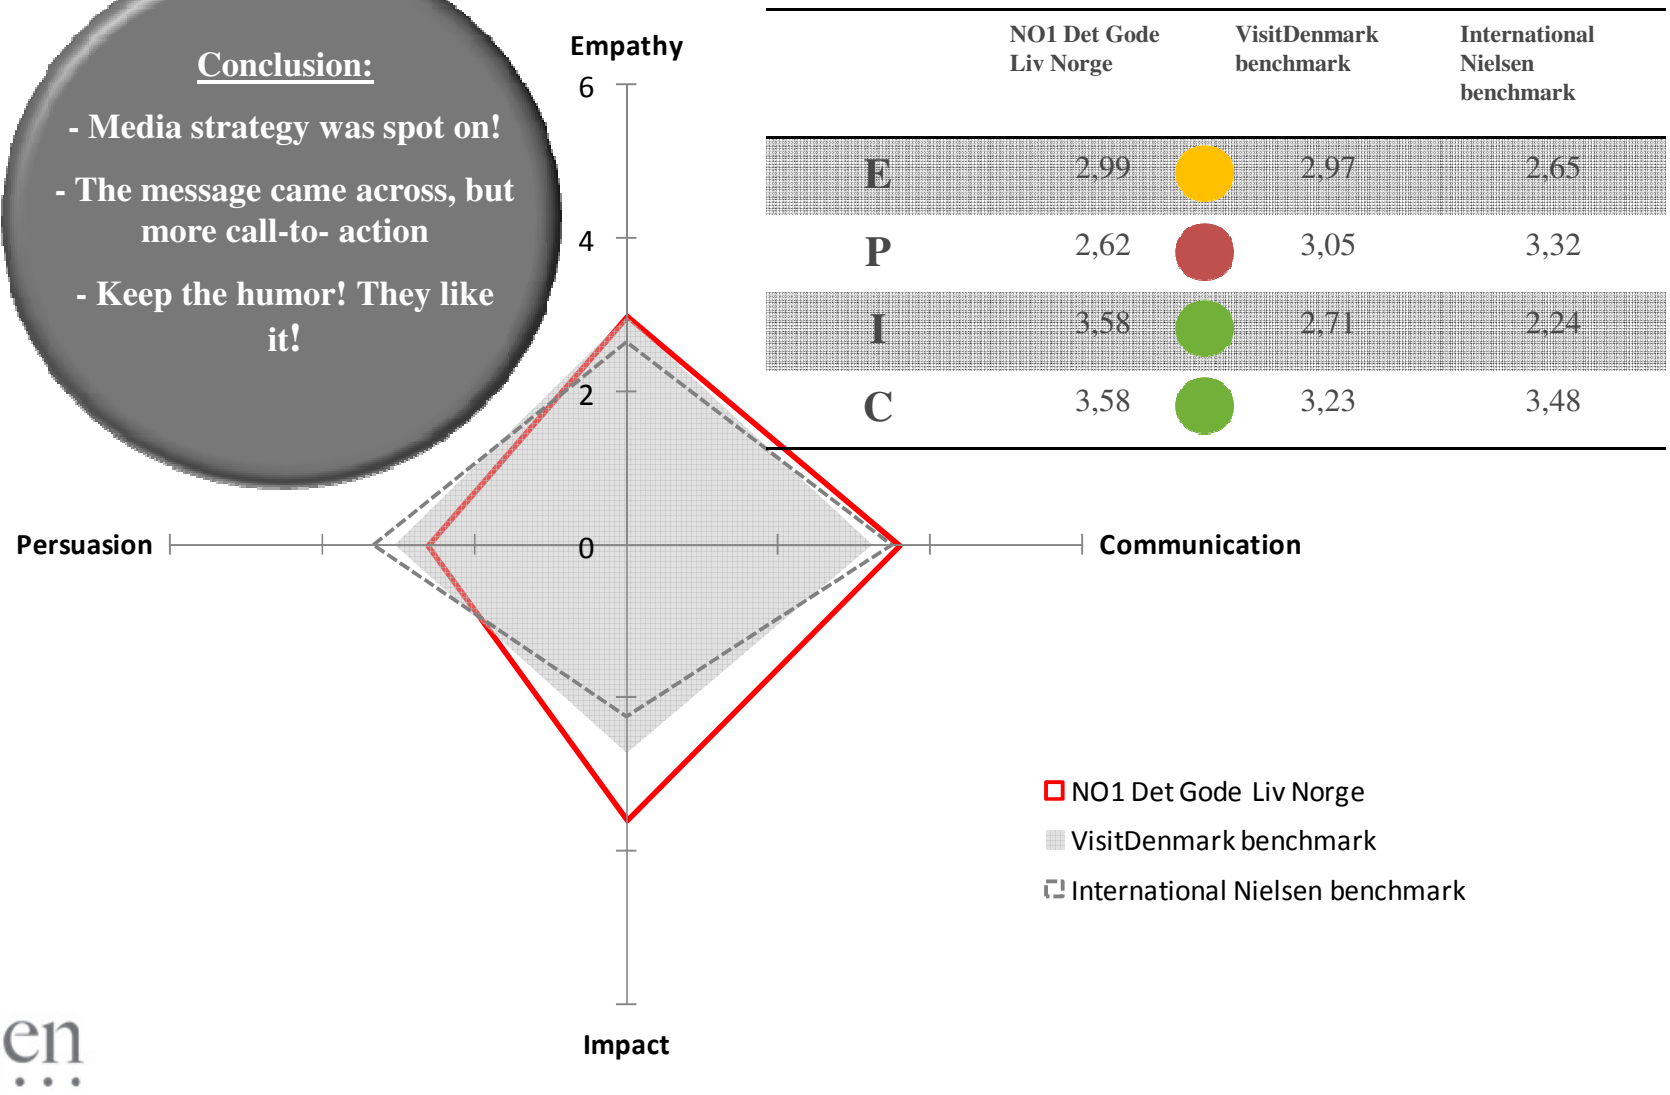 Conclusion:
- Media strategy was spot on!
- The message came across, but
more call-to- action
- Keep the humor! They like
it!
NO1 Det Gode
Liv Norge
VisitDenmark
benchmark
International
Nielsen
benchmark
E 2,99 2,97 2,65
P 2,62 3,05 3,32
I 3,58 2,71 2,24
C 3,58 3,23 3,48
Empathy
6
4
2
0
Persuasion
Communication
Impact
NO1 Det Gode Liv Norge
VisitDenmark benchmark
International Nielsen benchmark
en